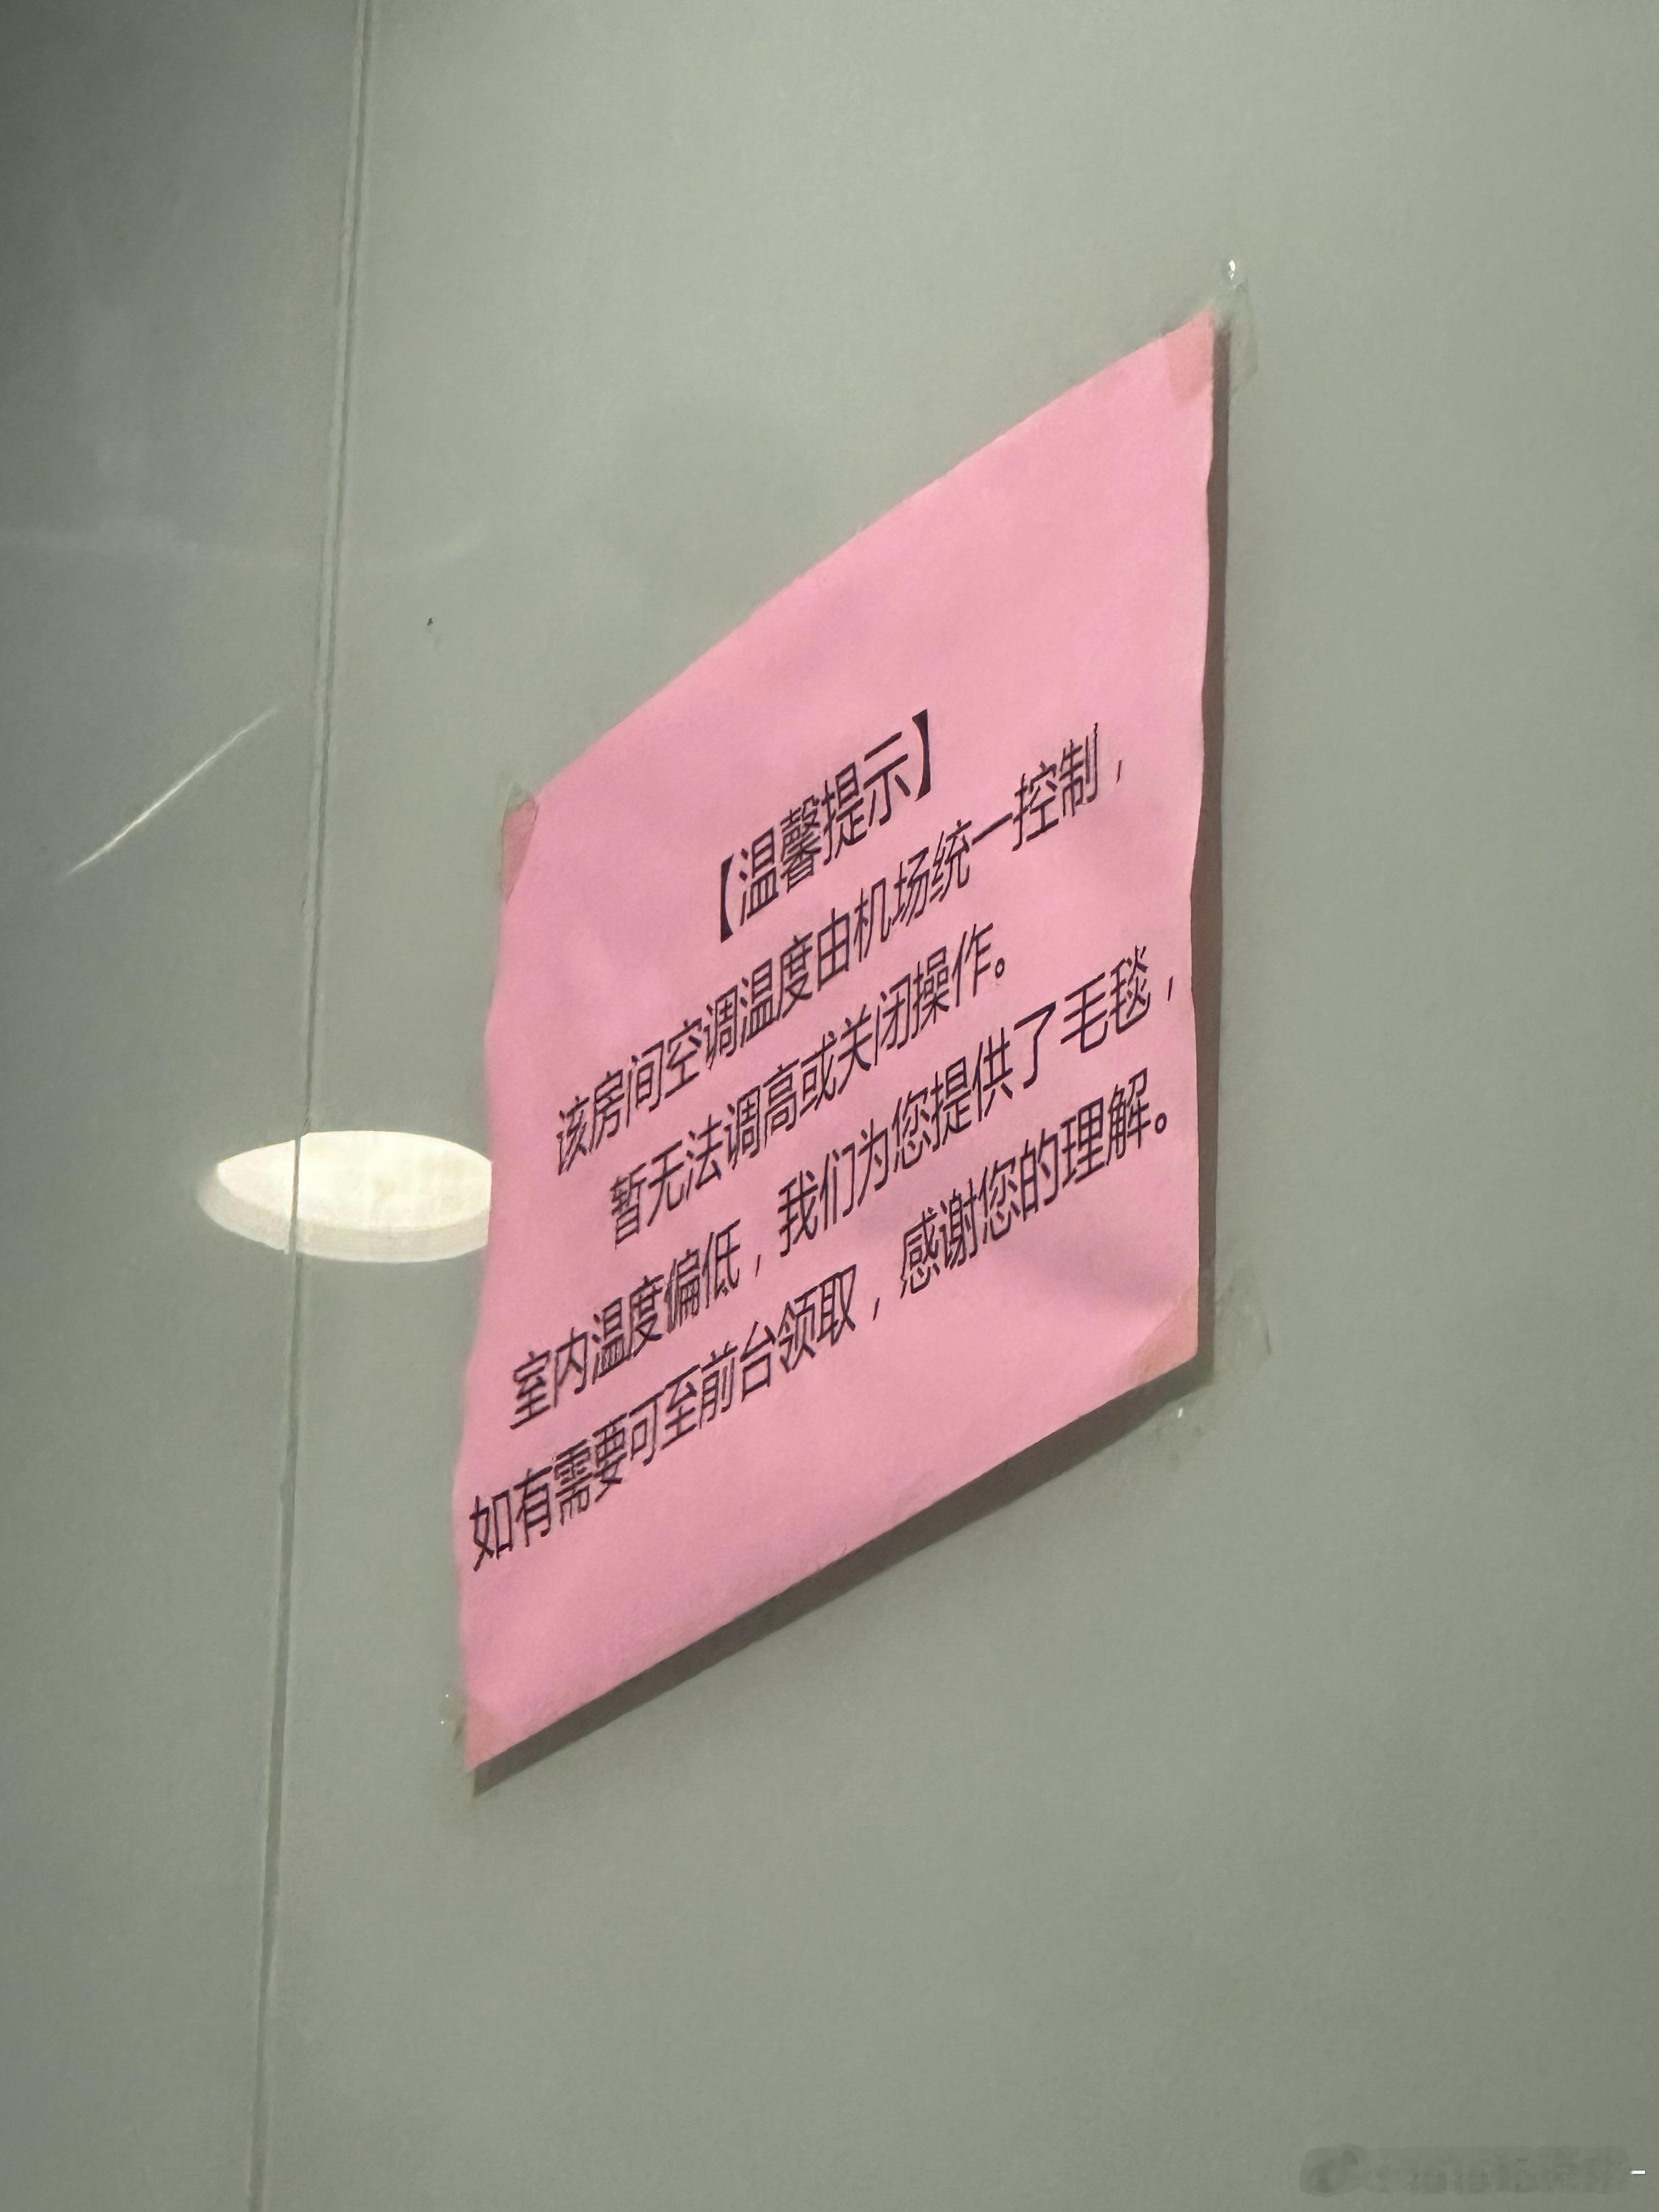 【温馨提示】
该房间空调温度由机场统一控制，
暂无法调高或关闭操作。
室内温度偏低，我们为您提供了毛毯，
如有需要可至前台领取，感谢您的理解。